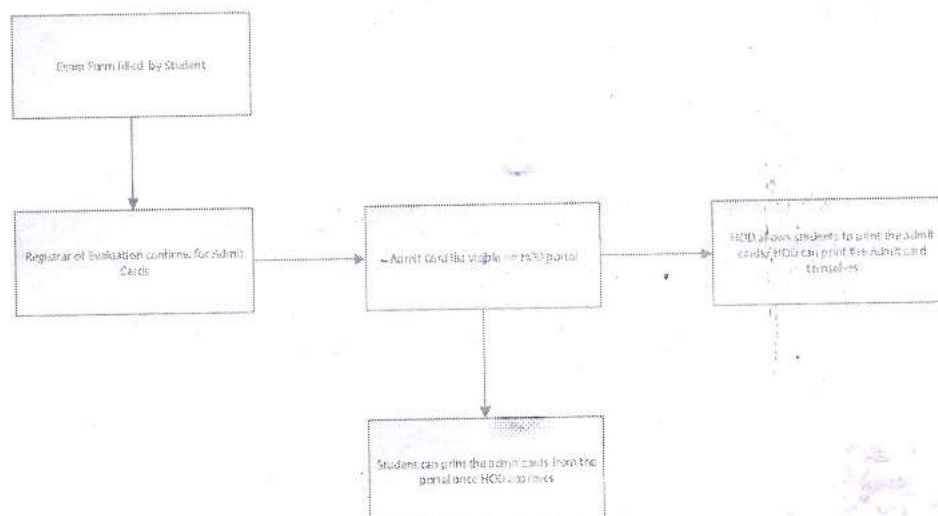 Exam Form filled by Student
Registrar of Evaluation confirms for Admit
Cards
Admit Card list visible on HOD portal
HOD allows students to print the admit
cards/ HOD can print the Admit card
temselves
Student can print the admit cards from the
portal once HOD approves